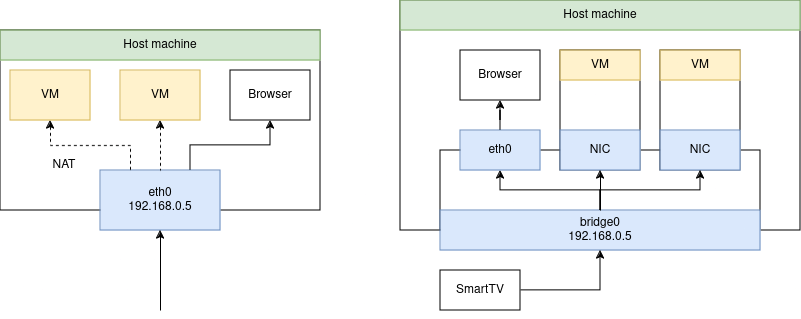 Host machine
VM
VM
Browser
NAT
eth0
192.168.0.5
Host machine
Browser
VM
VM
eth0
NIC
NIC
bridge0
192.168.0.5
SmartTV